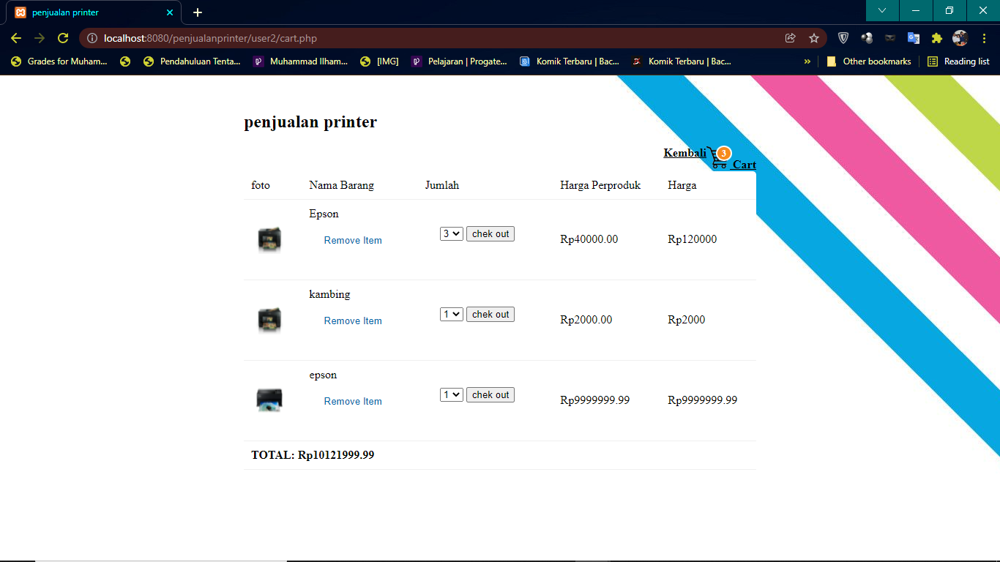 penjualan printer
localhost:8080/penjualanprinter/user2/cart.php
Grades for Muham... Pendahuluan Tenta... Muhammad Ilham... [IMG] Pelajaran | Progate... Komik Terbaru | Bac... Komik Terbaru | Bac... » Other bookmarks Reading list
penjualan printer
Kembali 3 Cart
foto Nama Barang Jumlah Harga Perproduk Harga
Epson
Remove Item 3 chek out Rp40000.00 Rp120000
kambing
Remove Item 1 chek out Rp2000.00 Rp2000
epson
Remove Item 1 chek out Rp9999999.99 Rp9999999.99
TOTAL: Rp10121999.99